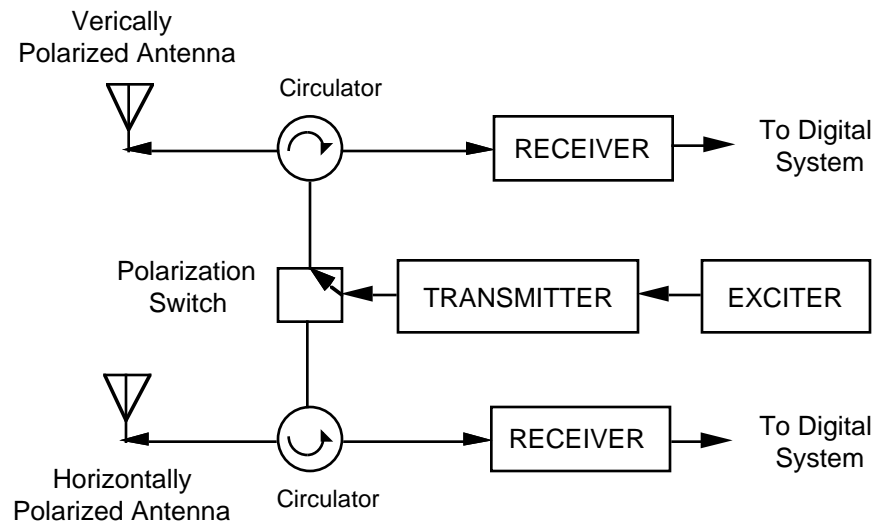 Verically
Polarized Antenna
Circulator
RECEIVER
To Digital
System
Polarization
Switch
TRANSMITTER
EXCITER
Horizontally
Polarized Antenna
Circulator
RECEIVER
To Digital
System